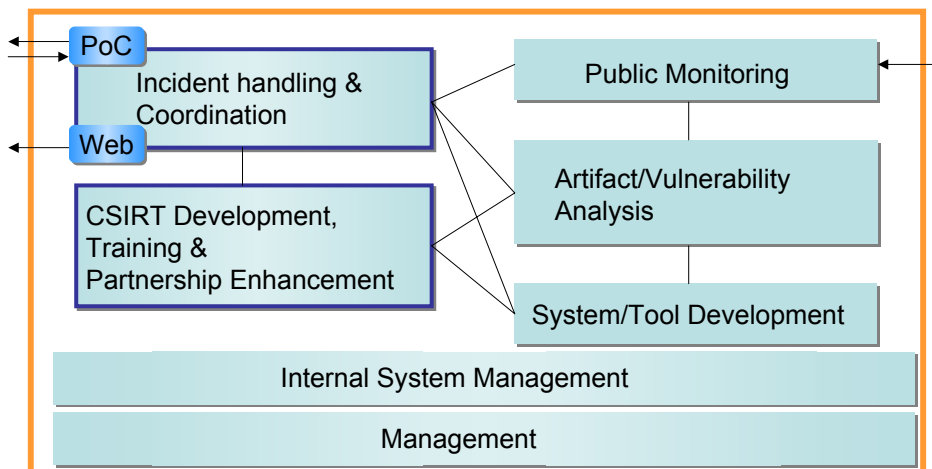 PoC
Incident handling &
Coordination
Web
CSIRT Development,
Training &
Partnership Enhancement
Public Monitoring
Artifact/Vulnerability
Analysis
System/Tool Development
Internal System Management
Management